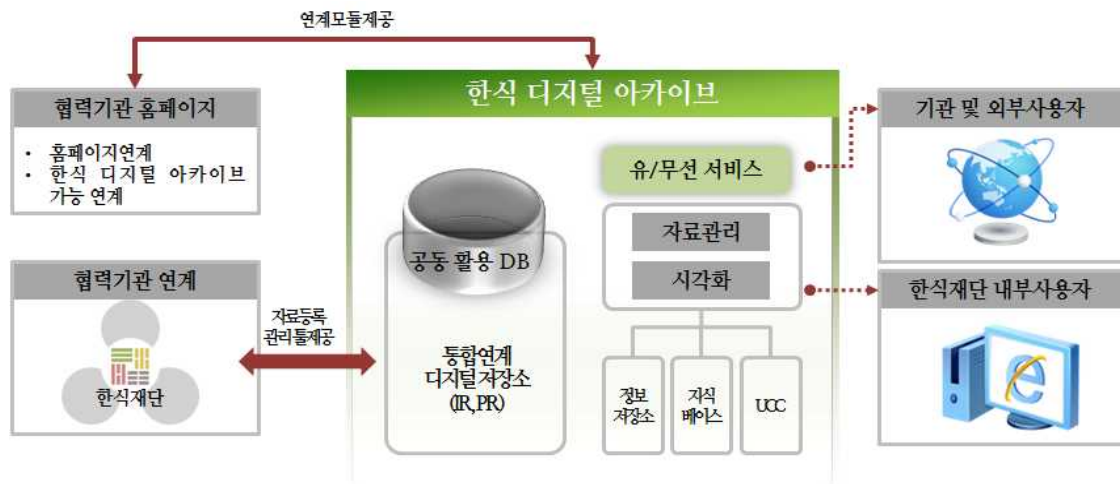 연계모듈제공
한식 디지털 아카이브
협력기관 홈페이지
• 홈페이지연계
• 한식 디지털 아카이브
가능 연계
협력기관 연계
한식재단
자료등록
관리툴제공
공동 활용 DB
통합연계
디지털 저장소
(IR,PR)
유/무선 서비스
자료관리
시각화
정보
저장소
지식
베이스
UCC
기관 및 외부사용자
한식재단 내부사용자